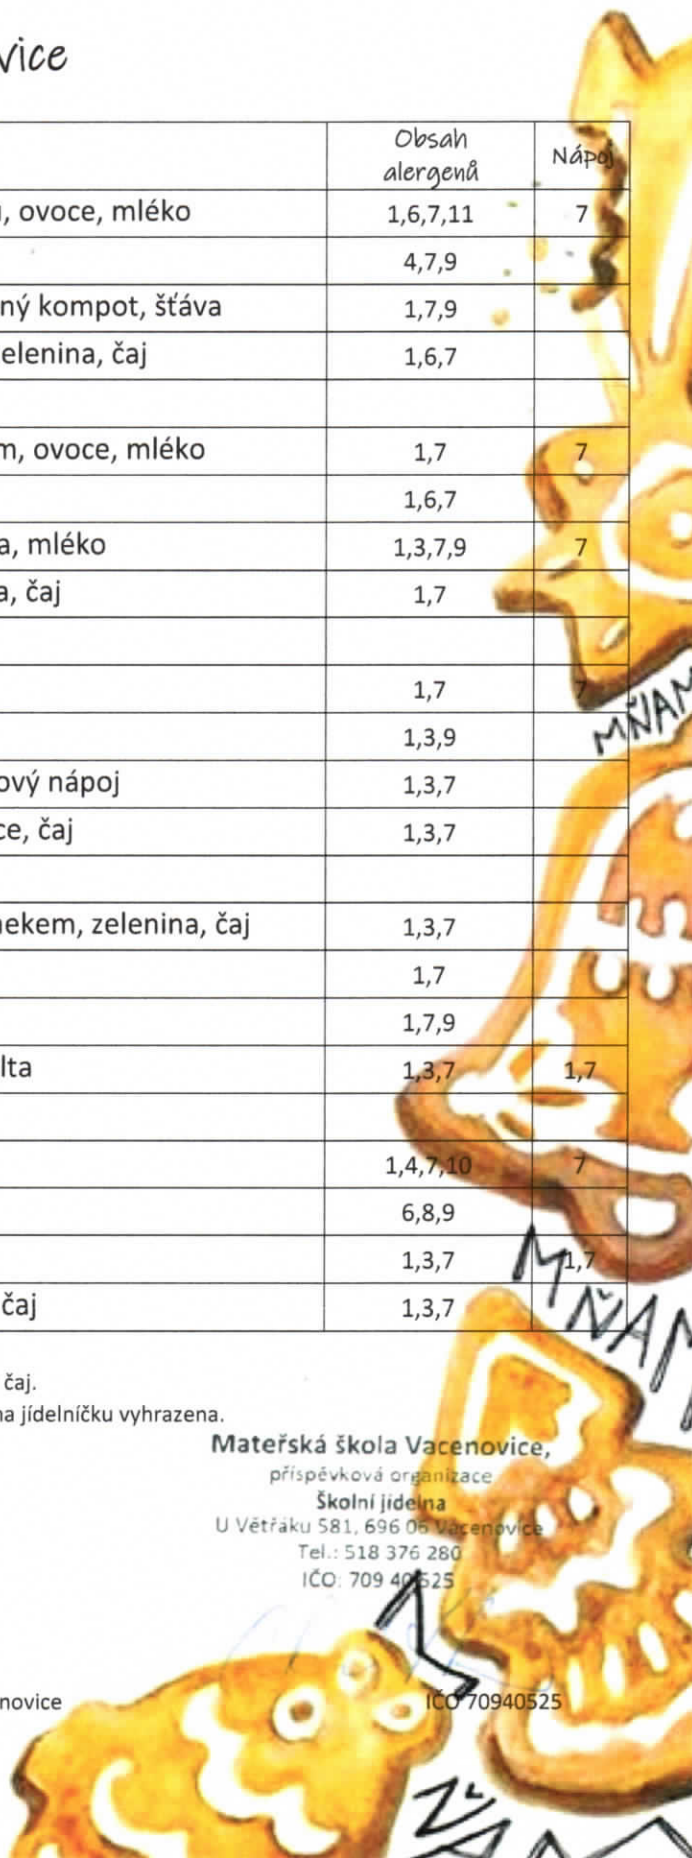 vice
Obsah alergenů Nápoj
, ovoce, mléko 1,6,7,11 7
4,7,9
ný kompot, šťáva 1,7,9
elenina, čaj 1,6,7
m, ovoce, mléko 1,7 7
1,6,7
a, mléko 1,3,7,9 7
a, čaj 1,7
1,7 7
1,3,9
ový nápoj 1,3,7
ce, čaj 1,3,7
nekem, zelenina, čaj 1,3,7
1,7
1,7,9
lta 1,3,7 1,7
1,4,7,10 7
6,8,9
1,3,7 1,7
čaj 1,3,7
čaj.
na jídelníčku vyhrazena.
Mateřská škola Vacenovice,
příspěvková organizace
Školní jídelna
U Větřáku 581, 696 06 Vacenovice
Tel.: 518 376 280
IČO: 709 40 525
novice IČO 70940525
MŇAM
MŇAM